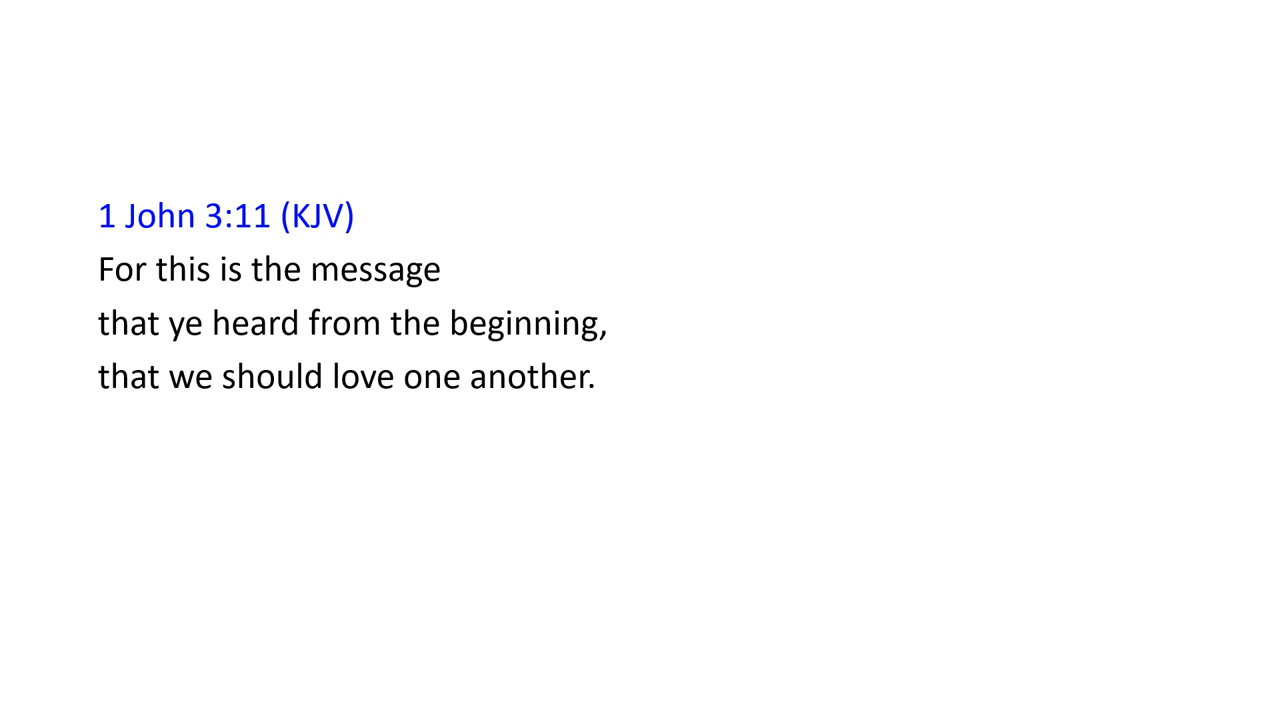 1 John 3:11 (KJV)
For this is the message
that ye heard from the beginning,
that we should love one another.